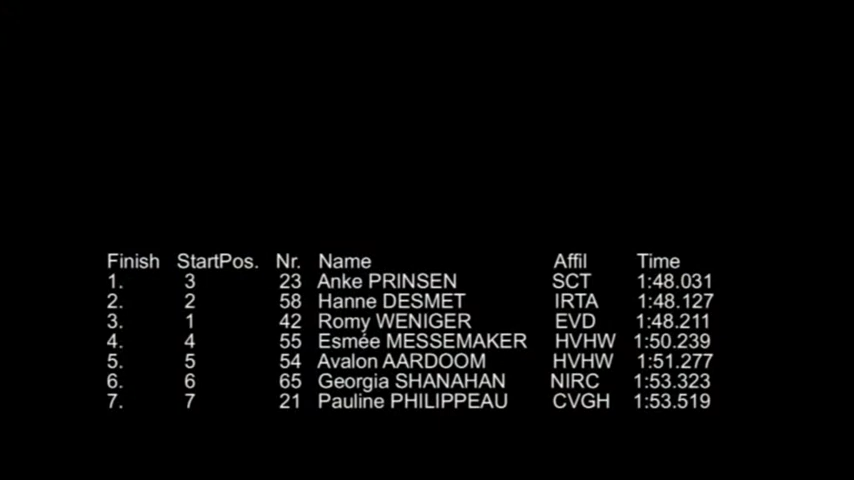 Finish StartPos. Nr. Name Affil Time
1. 3 23 Anke PRINSEN SCT 1:48.031
2. 2 58 Hanne DESMET IRTA 1:48.127
3. 1 42 Romy WENIGER EVD 1:48.211
4. 4 55 Esmée MESSEMAKER HVHW 1:50.239
5. 5 54 Avalon AARDOOM HVHW 1:51.277
6. 6 65 Georgia SHANAHAN NIRC 1:53.323
7. 7 21 Pauline PHILIPPEAU CVGH 1:53.519